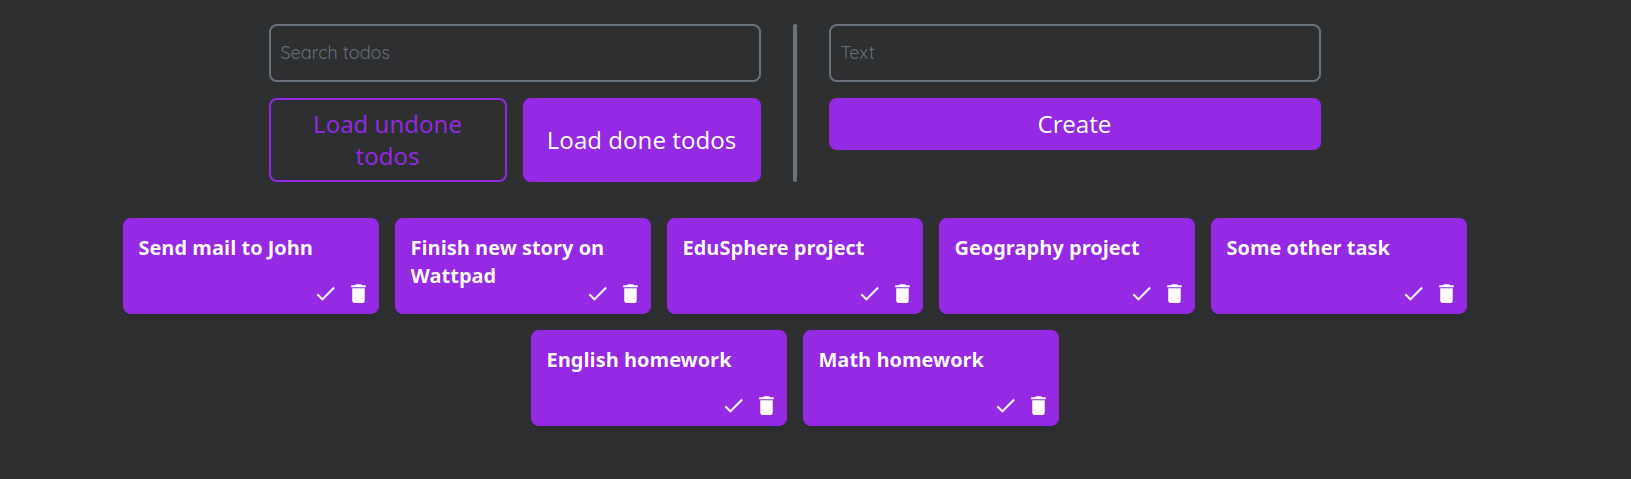 Search todos
Text
Load undone
todos
Load done todos
Create
Send mail to John
Finish new story on
Wattpad
EduSphere project
Geography project
Some other task
English homework
Math homework